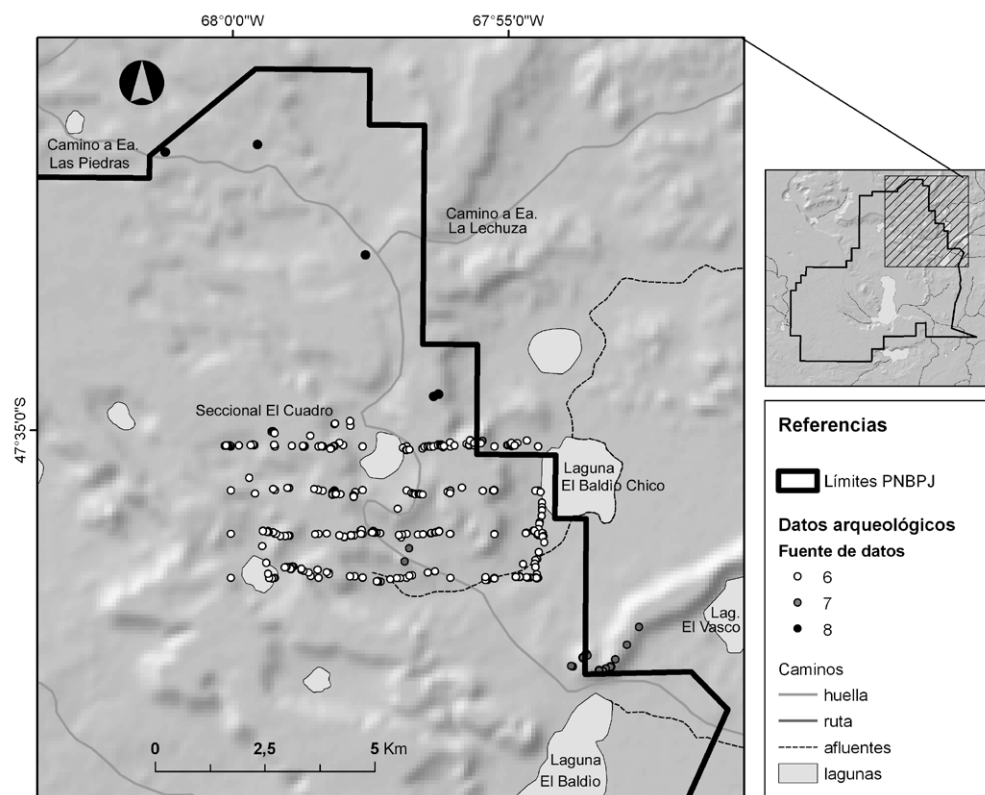 68°0'0"W
67°55'0"W
Camino a Ea.
Las Piedras
Camino a Ea.
La Lechuza
47°35'0"S
Seccional El Cuadro
Laguna
El Baldìo Chico
Lag.
El Vasco
0
2,5
5 Km
Laguna
El Baldìo
Referencias
Límites PNBPJ
Datos arqueológicos
Fuente de datos
6
7
8
Caminos
huella
ruta
afluentes
lagunas